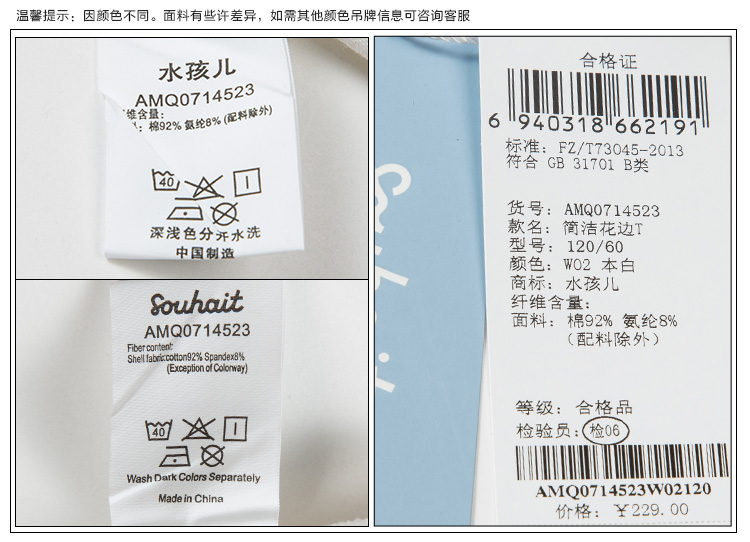 温馨提示：因颜色不同。面料有些许差异，如需其他颜色吊牌信息可咨询客服
水孩儿
AMQ0714523
维含量：
：棉92% 氨纶8% (配料除外)
40
深浅色分开水洗
中国制造
Souhait
AMQ0714523
Fiber content:
Shell fabric:cotton92% Spandex8%
(Exception of Colorway)
40
Wash Dark Colors Separately
Made in China
Souhait
合格证
6 940318 662191
标准：FZ/T73045-2013
符合 GB 31701 B类
货号：AMQ0714523
款名：简洁花边T
型号：120/60
颜色：W02 本白
商标：水孩儿
纤维含量：
面料：棉92% 氨纶8%
（配料除外）
等级：合格品
检验员：检06
AMQ0714523W02120
价格：￥229.00